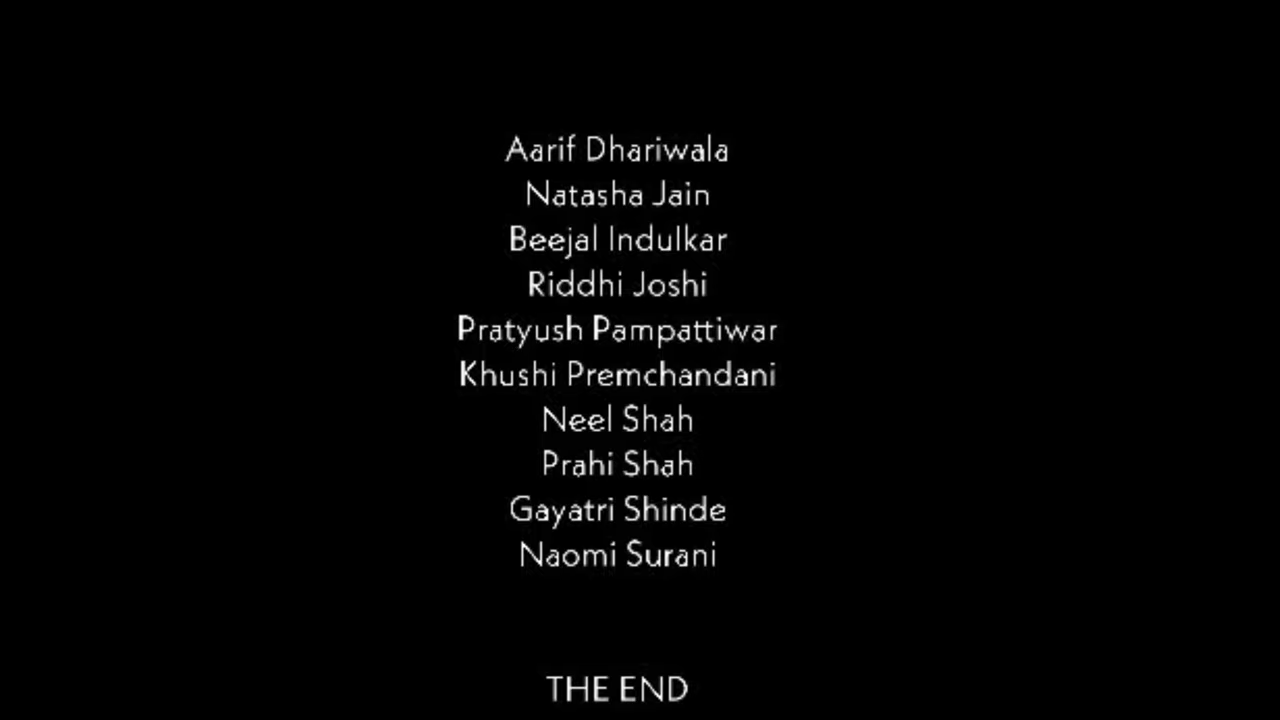 Aarif Dhariwala
Natasha Jain
Beejal Indulkar
Riddhi Joshi
Pratyush Pampattiwar
Khushi Premchandani
Neel Shah
Prahi Shah
Gayatri Shinde
Naomi Surani
THE END